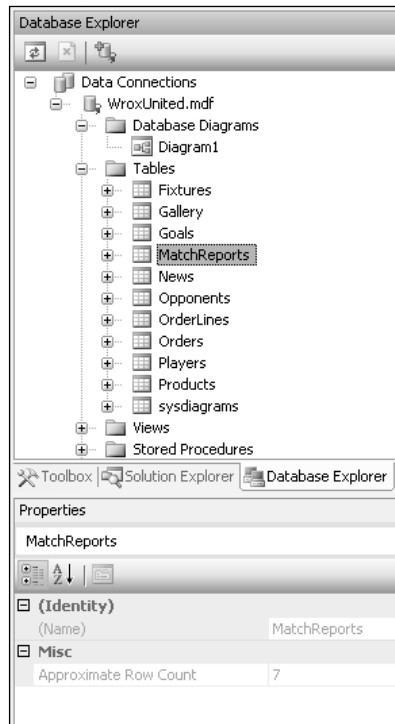 Database Explorer
Data Connections
WroxUnited.mdf
Database Diagrams
Diagram1
Tables
Fixtures
Gallery
Goals
MatchReports
News
Opponents
OrderLines
Orders
Players
Products
sysdiagrams
Views
Stored Procedures
Toolbox Solution Explorer Database Explorer
Properties
MatchReports
(Identity)
(Name) MatchReports
Misc
Approximate Row Count 7